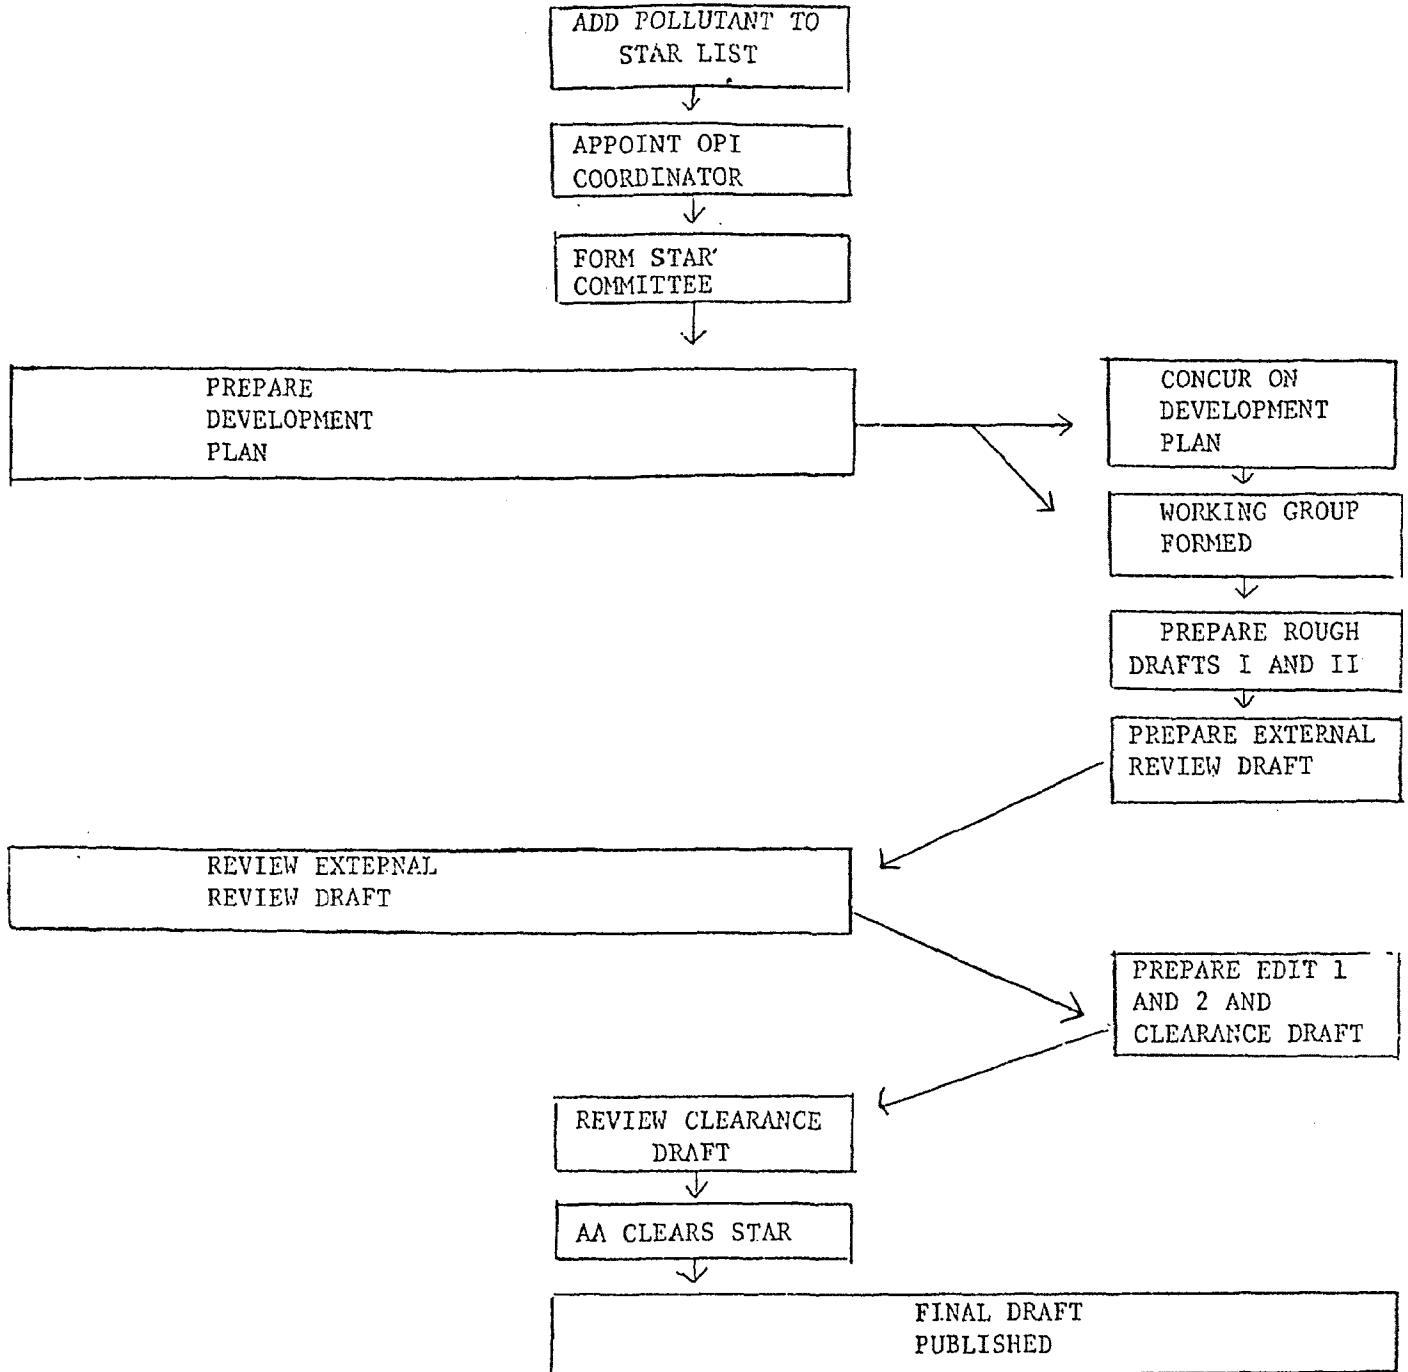 ADD POLLUTANT TO
STAR LIST
APPOINT OPI
COORDINATOR
FORM STAR
COMMITTEE
PREPARE
DEVELOPMENT
PLAN
CONCUR ON
DEVELOPMENT
PLAN
WORKING GROUP
FORMED
PREPARE ROUGH
DRAFTS I AND II
PREPARE EXTERNAL
REVIEW DRAFT
REVIEW EXTERNAL
REVIEW DRAFT
PREPARE EDIT 1
AND 2 AND
CLEARANCE DRAFT
REVIEW CLEARANCE
DRAFT
AA CLEARS STAR
FINAL DRAFT
PUBLISHED